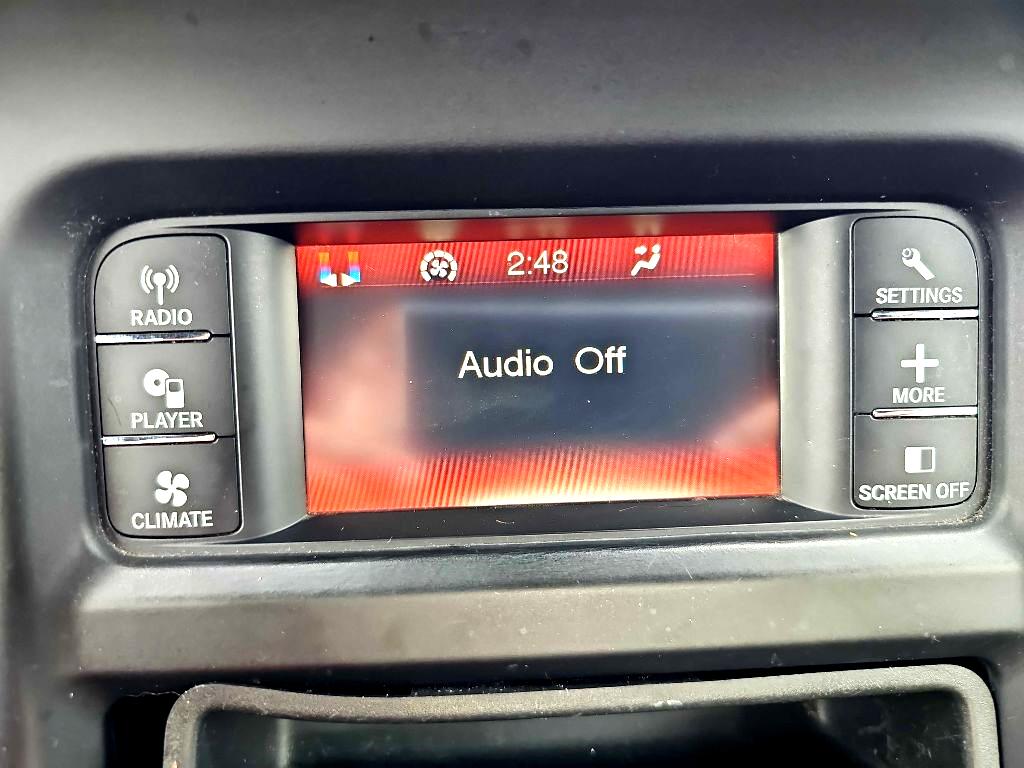 2:48
Audio Off
RADIO
PLAYER
CLIMATE
SETTINGS
MORE
SCREEN OFF